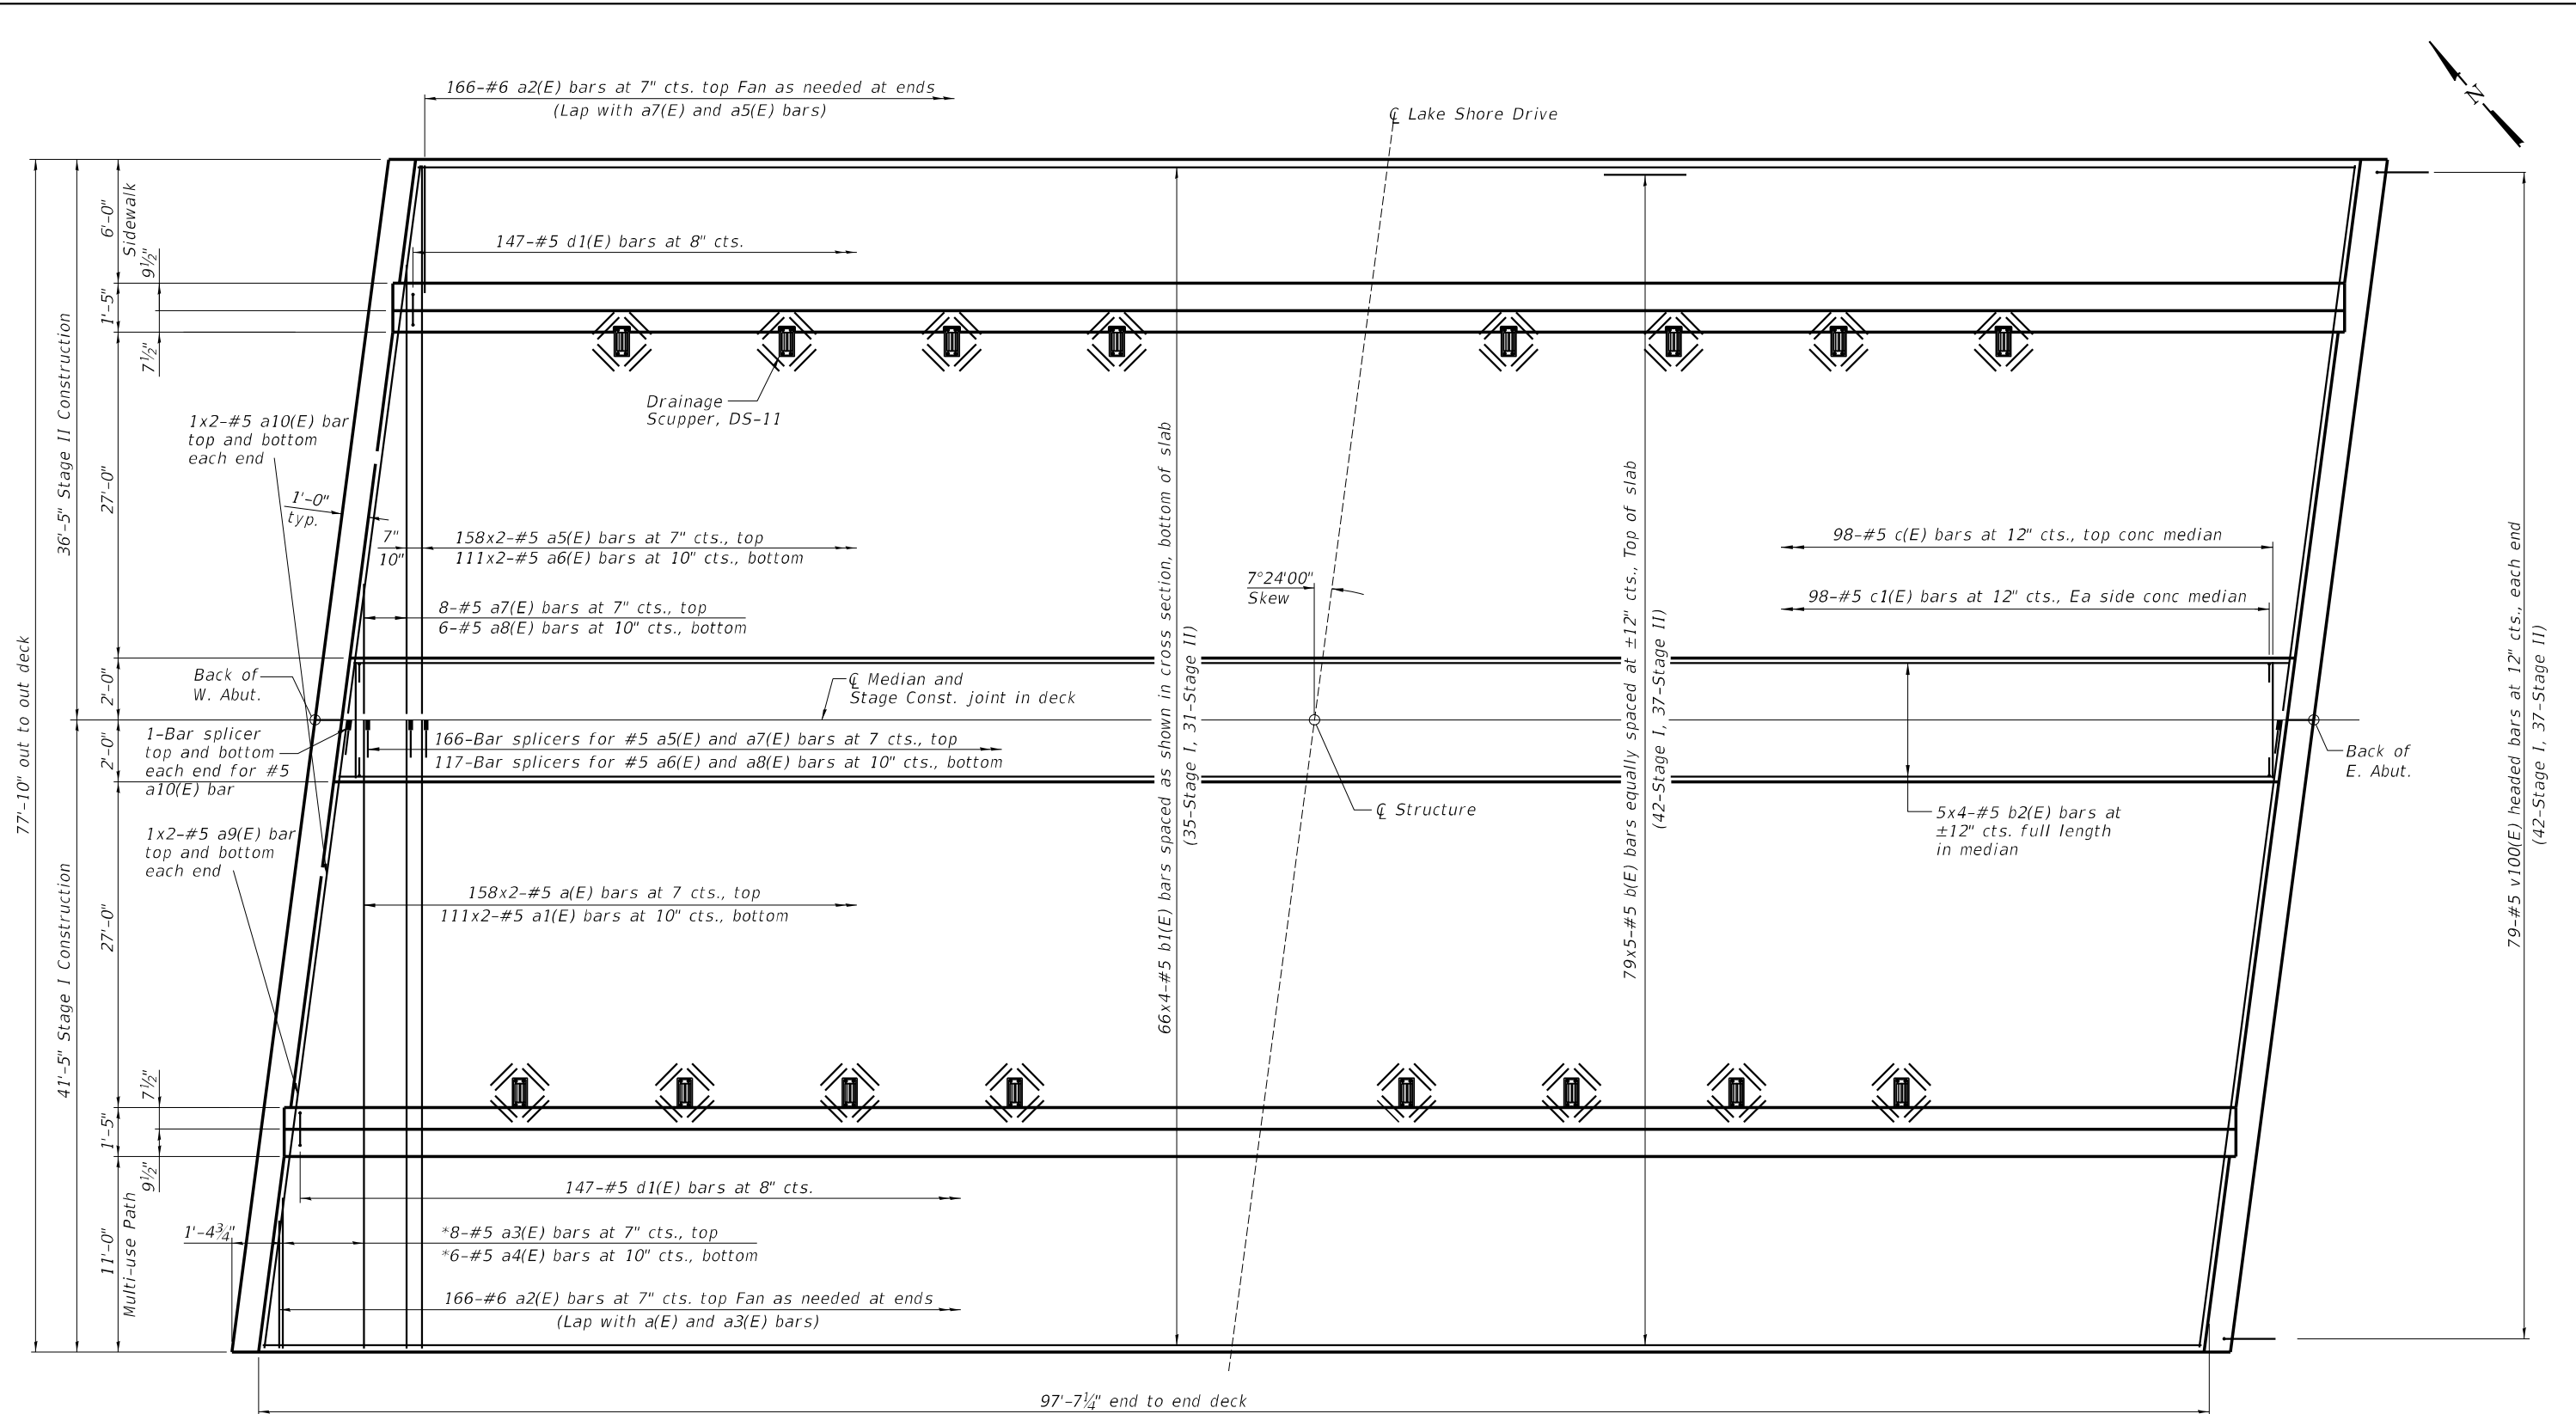 166-#6 a2(E) bars at 7" cts. top Fan as needed at ends
(Lap with a7(E) and a5(E) bars)
℄ Lake Shore Drive
N
6'-0"
Sidewalk
9½"
1'-5"
7½"
147-#5 d1(E) bars at 8" cts.
Drainage
Scupper, DS-11
36'-5" Stage II Construction
27'-0"
1x2-#5 a10(E) bar
top and bottom
each end
1'-0"
typ.
7"
10"
158x2-#5 a5(E) bars at 7" cts., top
111x2-#5 a6(E) bars at 10" cts., bottom
8-#5 a7(E) bars at 7" cts., top
6-#5 a8(E) bars at 10" cts., bottom
7°24'00"
Skew
98-#5 c(E) bars at 12" cts., top conc median
98-#5 c1(E) bars at 12" cts., Ea side conc median
77'-10" out to out deck
2'-0"
Back of
W. Abut.
℄ Median and
Stage Const. joint in deck
2'-0"
1-Bar splicer
top and bottom
each end for #5
a10(E) bar
166-Bar splicers for #5 a5(E) and a7(E) bars at 7 cts., top
117-Bar splicers for #5 a6(E) and a8(E) bars at 10" cts., bottom
66x4-#5 b1(E) bars spaced as shown in cross section, bottom of slab
(35-Stage I, 31-Stage II)
79x5-#5 b(E) bars equally spaced at ±12" cts., Top of slab
(42-Stage I, 37-Stage II)
79-#5 v100(E) headed bars at 12" cts., each end
(42-Stage I, 37-Stage II)
Back of
E. Abut.
℄ Structure
5x4-#5 b2(E) bars at
±12" cts. full length
in median
1x2-#5 a9(E) bar
top and bottom
each end
41'-5" Stage I Construction
27'-0"
158x2-#5 a(E) bars at 7 cts., top
111x2-#5 a1(E) bars at 10" cts., bottom
7½"
1'-5"
9½"
147-#5 d1(E) bars at 8" cts.
11'-0"
Multi-use Path
1'-4¾"
*8-#5 a3(E) bars at 7" cts., top
*6-#5 a4(E) bars at 10" cts., bottom
166-#6 a2(E) bars at 7" cts. top Fan as needed at ends
(Lap with a(E) and a3(E) bars)
97'-7¼" end to end deck